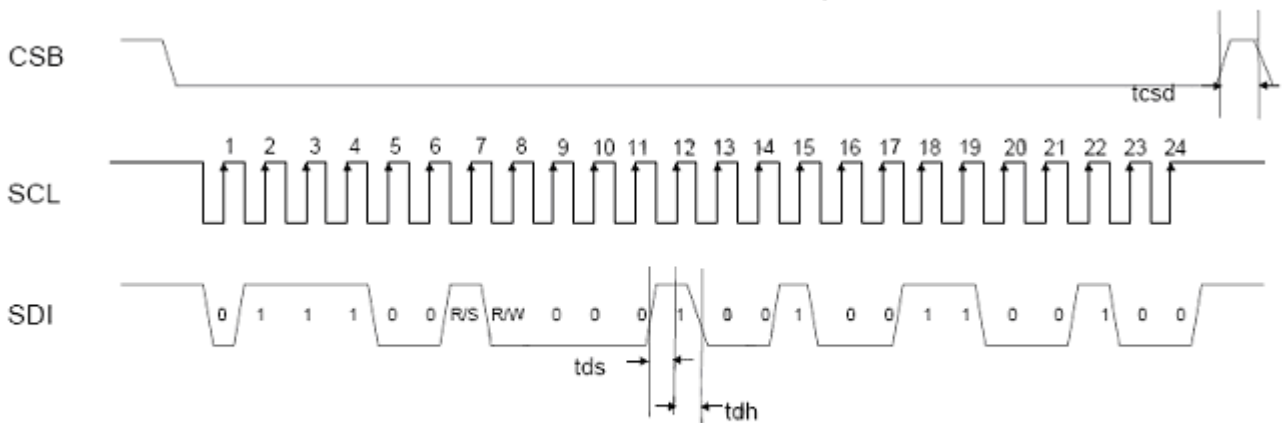 CSB
tcsd
1 2 3 4 5 6 7 8 9 10 11 12 13 14 15 16 17 18 19 20 21 22 23 24
SCL
SDI 0 1 1 1 0 0 R/S R/W 0 0 0 1 0 0 1 0 0 1 1 0 0 1 0 0
tds
tdh